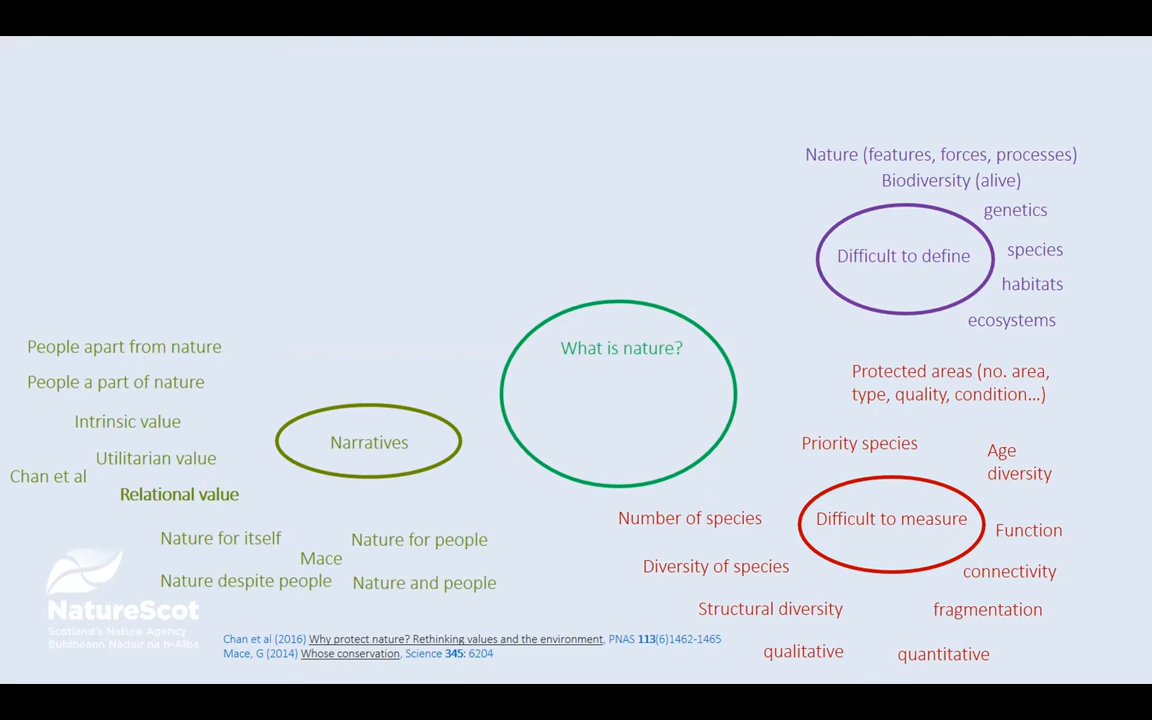 Nature (features, forces, processes)
Biodiversity (alive)
genetics
Difficult to define
species
habitats
ecosystems
What is nature?
People apart from nature
People a part of nature
Intrinsic value
Utilitarian value
Chan et al
Relational value
Narratives
Nature for itself
Nature for people
Mace
Nature despite people
Nature and people
Protected areas (no. area,
type, quality, condition...)
Priority species
Age
diversity
Number of species
Difficult to measure
Function
Diversity of species
connectivity
Structural diversity
fragmentation
qualitative
quantitative
NatureScot
Scotland's Nature Agency
Buidheann Nàdair na h-Alba
Chan et al (2016) Why protect nature? Rethinking values and the environment, PNAS 113(6)1462-1465
Mace, G (2014) Whose conservation, Science 345: 6204